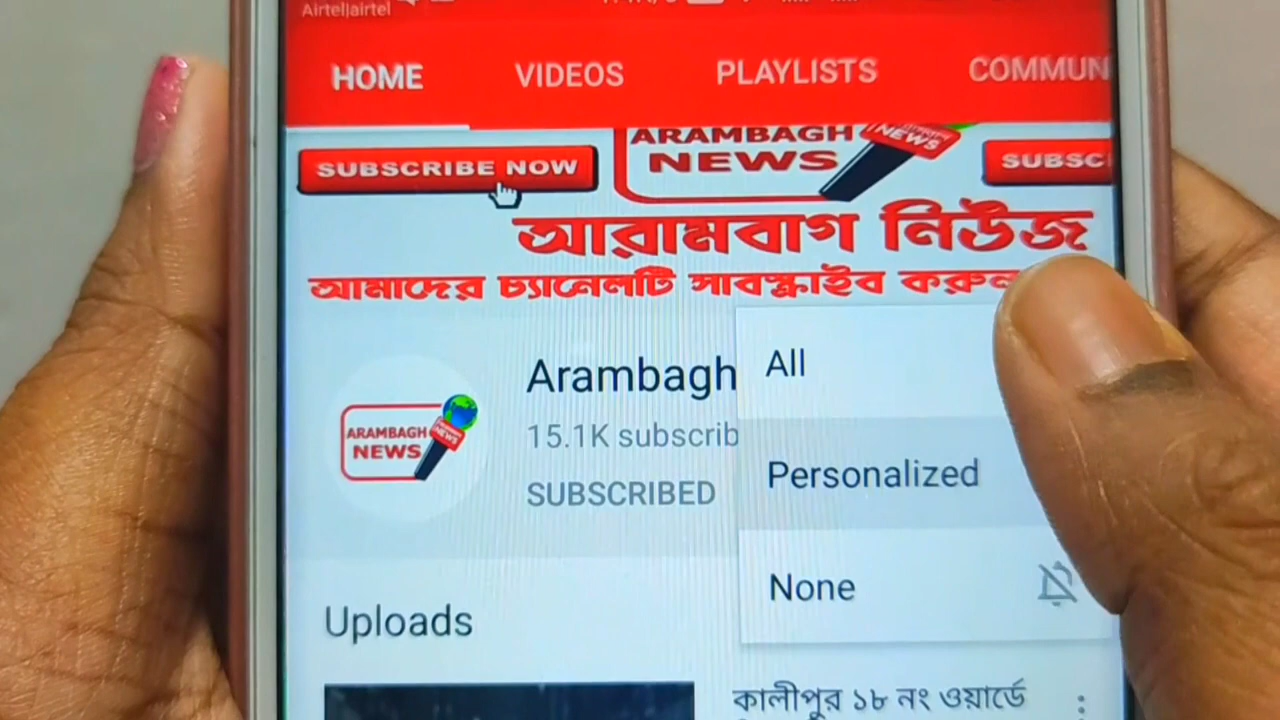 Airtel|airtel
HOME VIDEOS PLAYLISTS COMMUN
SUBSCRIBE NOW
ARAMBAGH
NEWS
NEWS
SUBSC
আরামবাগ নিউজ
আমাদের চ্যানেলটি সাবস্ক্রাইব করুন
ARAMBAGH
NEWS
NEWS
Arambagh
15.1K subscrib
SUBSCRIBED
All
Personalized
None
Uploads
কালীপুর ১৮ নং ওয়ার্ডে